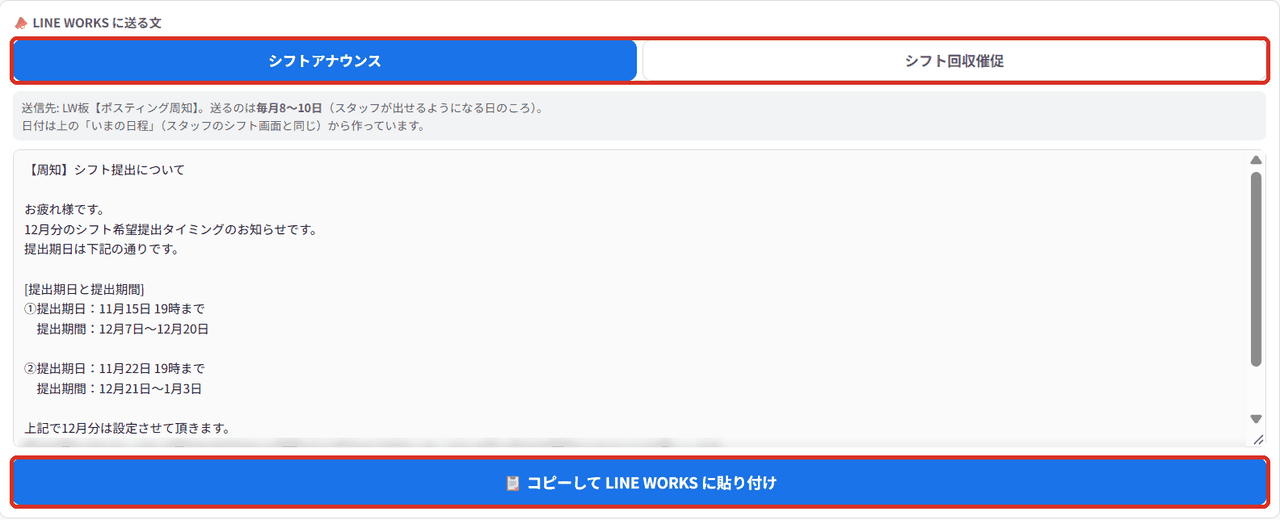 📣 LINE WORKS に送る文
シフトアナウンス
シフト回収催促
送信先: LW板【ポスティング周知】。送るのは毎月8〜10日（スタッフが出せるようになる日のころ）。
日付は上の「いまの日程」（スタッフのシフト画面と同じ）から作っています。
【周知】シフト提出について
お疲れ様です。
12月分のシフト希望提出タイミングのお知らせです。
提出期日は下記の通りです。
[提出期日と提出期間]
①提出期日：11月15日 19時まで
提出期間：12月7日〜12月20日
②提出期日：11月22日 19時まで
提出期間：12月21日〜1月3日
上記で12月分は設定させて頂きます。
📋 コピーして LINE WORKS に貼り付け